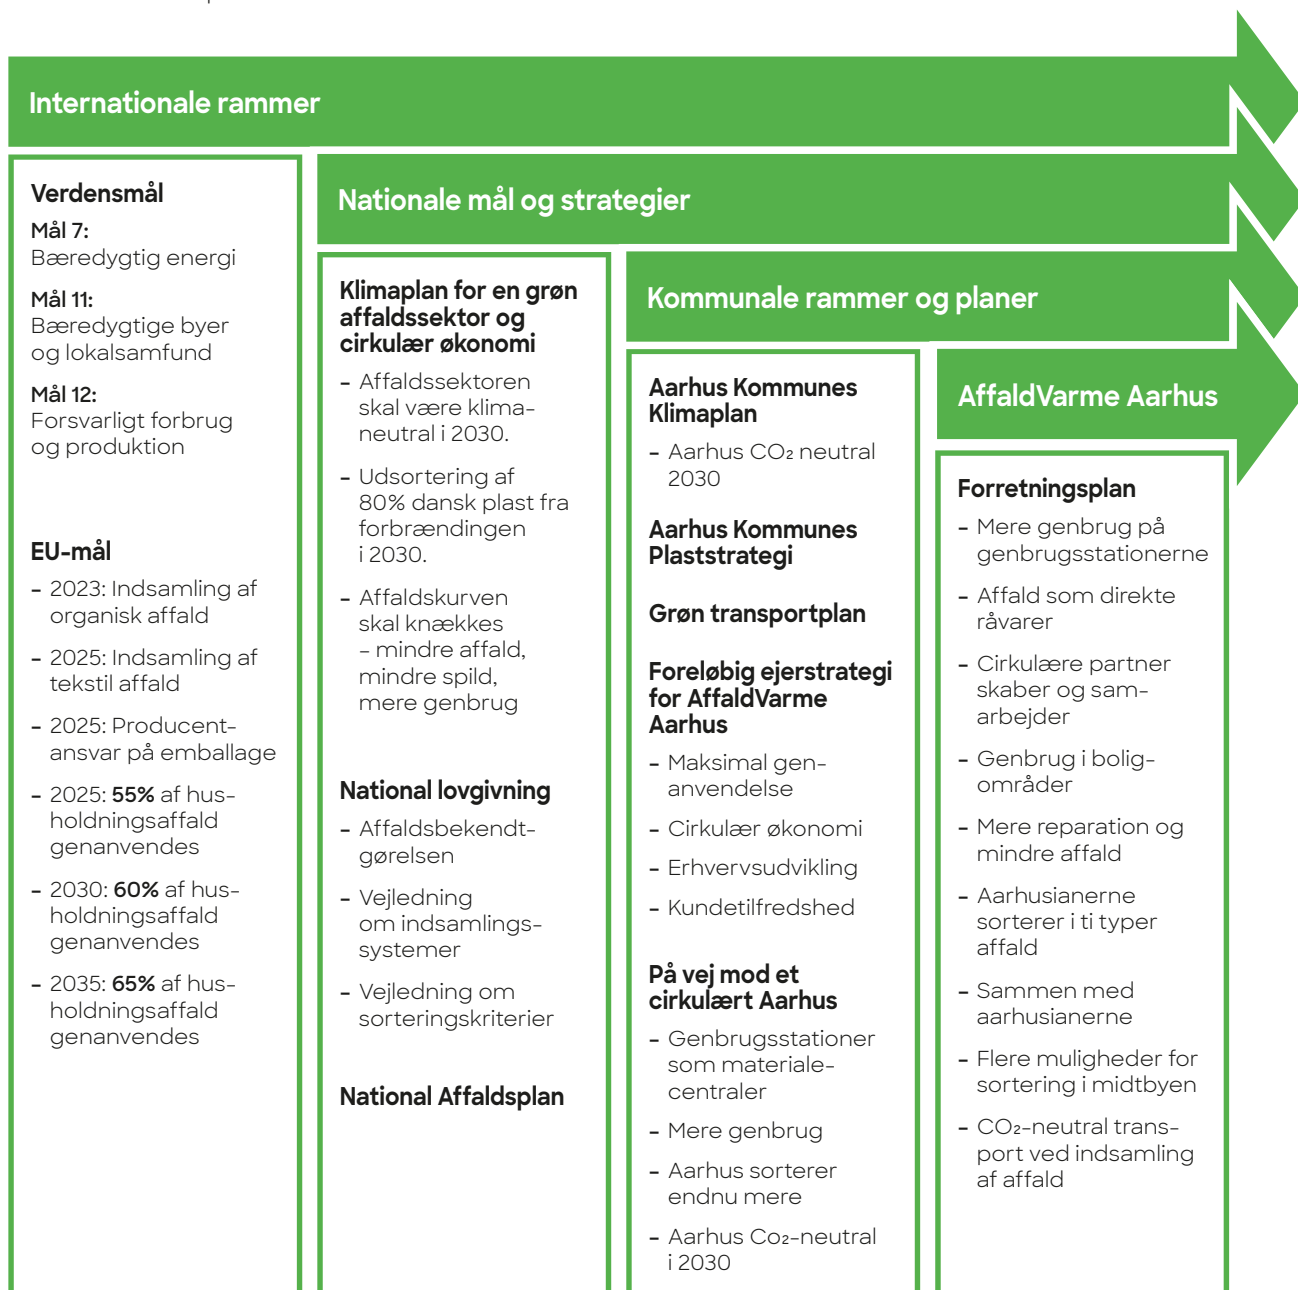 Internationale rammer
Verdensmål
Mål 7:
Bæredygtig energi
Mål 11:
Bæredygtige byer
og lokalsamfund
Mål 12:
Forsvarligt forbrug
og produktion
EU-mål
– 2023: Indsamling af
organisk affald
– 2025: Indsamling af
tekstil affald
– 2025: Producent-
ansvar på emballage
– 2025: 55% af hus-
holdningsaffald
genanvendes
– 2030: 60% af hus-
holdningsaffald
genanvendes
– 2035: 65% af hus-
holdningsaffald
genanvendes
Nationale mål og strategier
Klimaplan for en grøn
affaldssektor og
cirkulær økonomi
– Affaldssektoren
skal være klima-
neutral i 2030.
– Udsortering af
80% dansk plast fra
forbrændingen
i 2030.
– Affaldskurven
skal knækkes
– mindre affald,
mindre spild,
mere genbrug
National lovgivning
– Affaldsbekendt-
gørelsen
– Vejledning
om indsamlings-
systemer
– Vejledning om
sorteringskriterier
National Affaldsplan
Kommunale rammer og planer
Aarhus Kommunes
Klimaplan
– Aarhus CO₂ neutral
2030
Aarhus Kommunes
Plaststrategi
Grøn transportplan
Foreløbig ejerstrategi
for AffaldVarme
Aarhus
– Maksimal gen-
anvendelse
– Cirkulær økonomi
– Erhvervsudvikling
– Kundetilfredshed
På vej mod et
cirkulært Aarhus
– Genbrugsstationer
som materiale-
centraler
– Mere genbrug
– Aarhus sorterer
endnu mere
– Aarhus Co₂-neutral
i 2030
AffaldVarme Aarhus
Forretningsplan
– Mere genbrug på
genbrugsstationerne
– Affald som direkte
råvarer
– Cirkulære partner
skaber og sam-
arbejder
– Genbrug i bolig-
områder
– Mere reparation og
mindre affald
– Aarhusianerne
sorterer i ti typer
affald
– Sammen med
aarhusianerne
– Flere muligheder for
sortering i midtbyen
– CO₂-neutral trans-
port ved indsamling
af affald